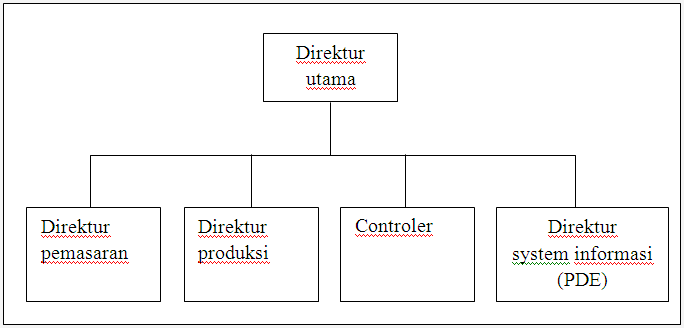 Direktur
utama
Direktur
pemasaran
Direktur
produksi
Controler
Direktur
system informasi
(PDE)